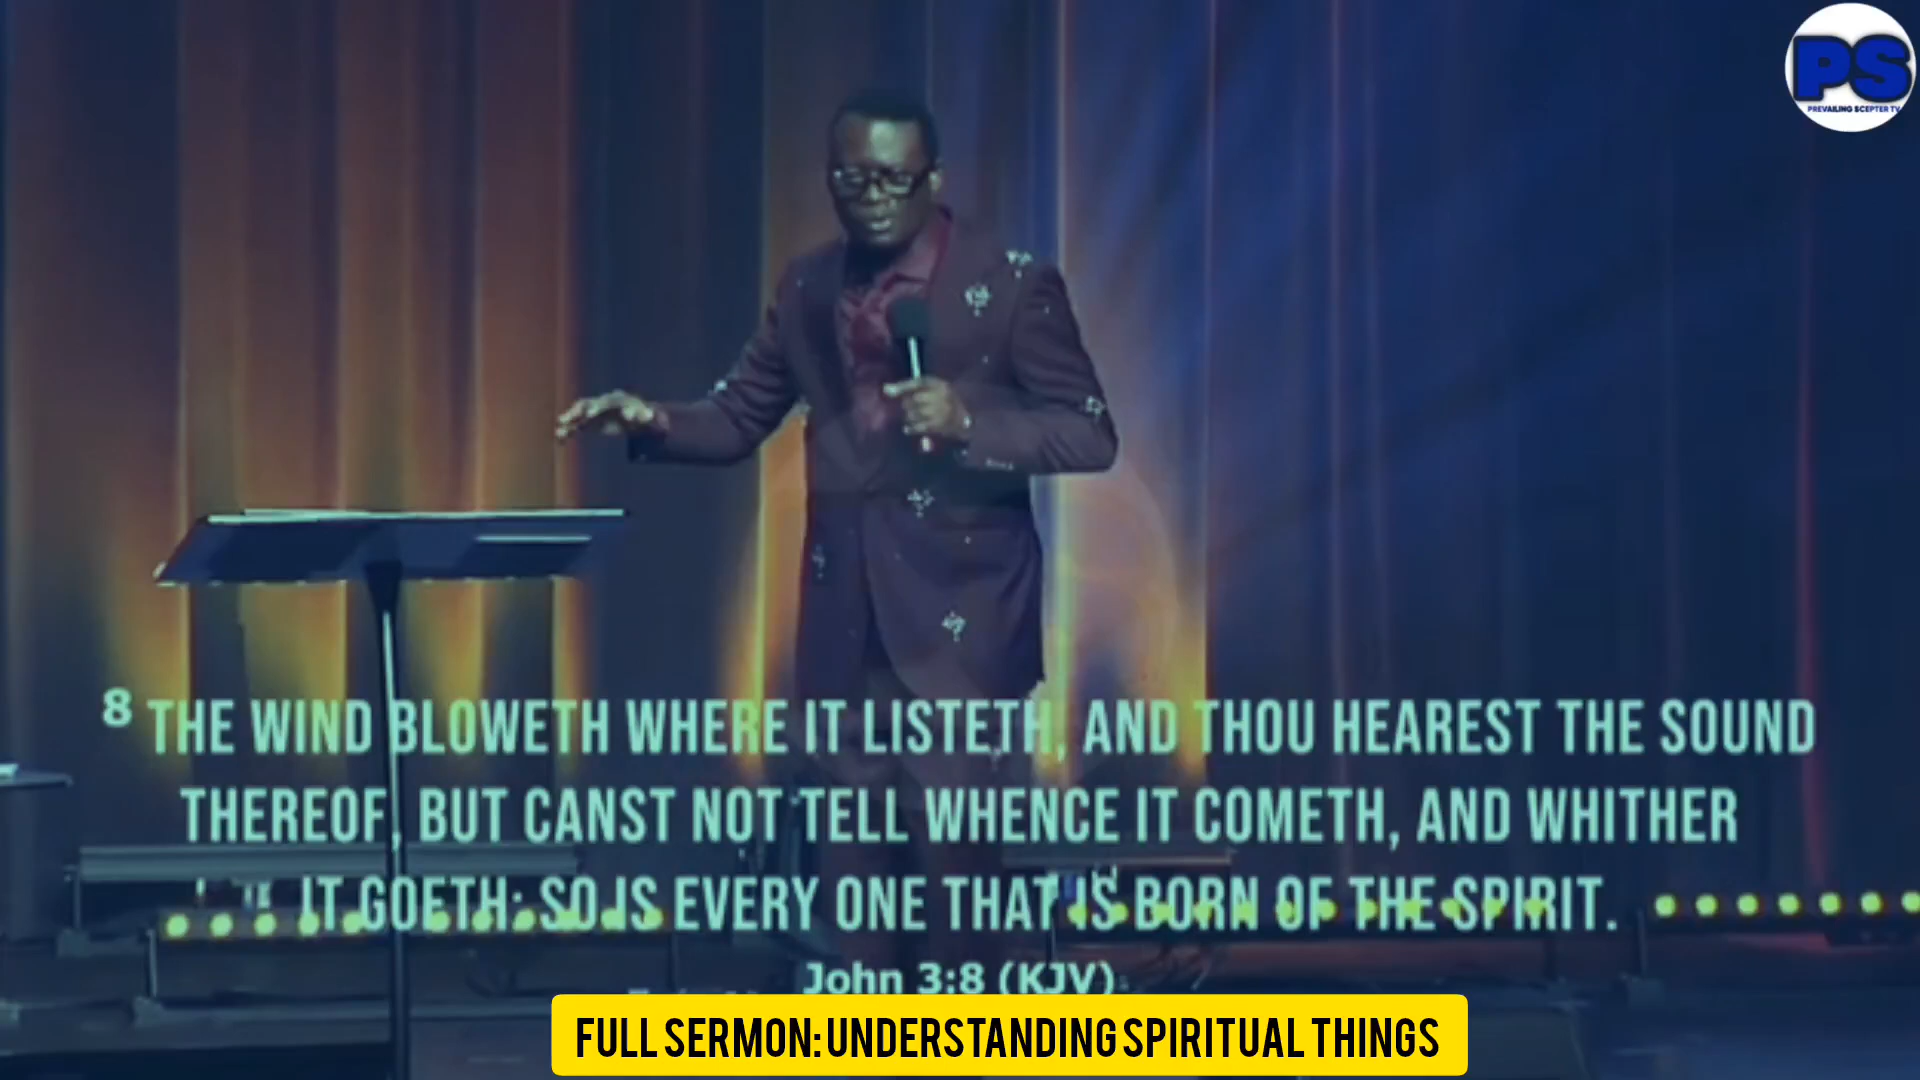 PS
PREVAILING SCEPTER TV
8 THE WIND BLOWETH WHERE IT LISTETH, AND THOU HEAREST THE SOUND
THEREOF, BUT CANST NOT TELL WHENCE IT COMETH, AND WHITHER
IT GOETH: SO IS EVERY ONE THAT IS BORN OF THE SPIRIT.
John 3:8 (KJV)
FULL SERMON: UNDERSTANDING SPIRITUAL THINGS